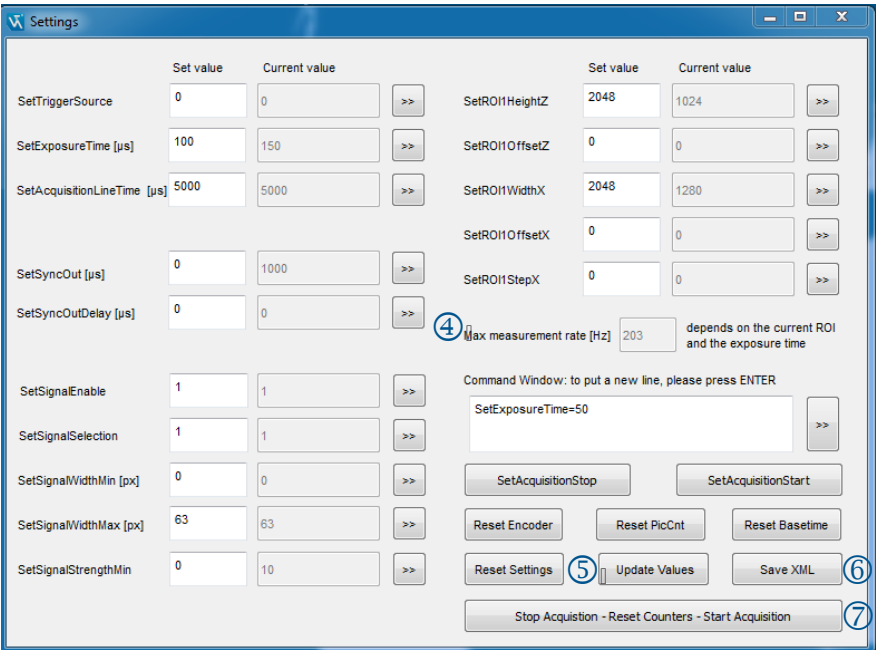 Settings
Set value Current value
SetTriggerSource 0 0 >>
SetExposureTime [µs] 100 150 >>
SetAcquisitionLineTime [µs] 5000 5000 >>
SetSyncOut [µs] 0 1000 >>
SetSyncOutDelay [µs] 0 0 >>
SetSignalEnable 1 1 >>
SetSignalSelection 1 1 >>
SetSignalWidthMin [px] 0 0 >>
SetSignalWidthMax [px] 63 63 >>
SetSignalStrengthMin 0 10 >>
Set value Current value
SetROI1HeightZ 2048 1024 >>
SetROI1OffsetZ 0 0 >>
SetROI1WidthX 2048 1280 >>
SetROI1OffsetX 0 0 >>
SetROI1StepX 0 0 >>
④ Max measurement rate [Hz] 203 depends on the current ROI
and the exposure time
Command Window: to put a new line, please press ENTER
SetExposureTime=50 >>
SetAcquisitionStop SetAcquisitionStart
Reset Encoder Reset PicCnt Reset Basetime
Reset Settings ⑤ Update Values Save XML ⑥
Stop Acquistion - Reset Counters - Start Acquisition ⑦